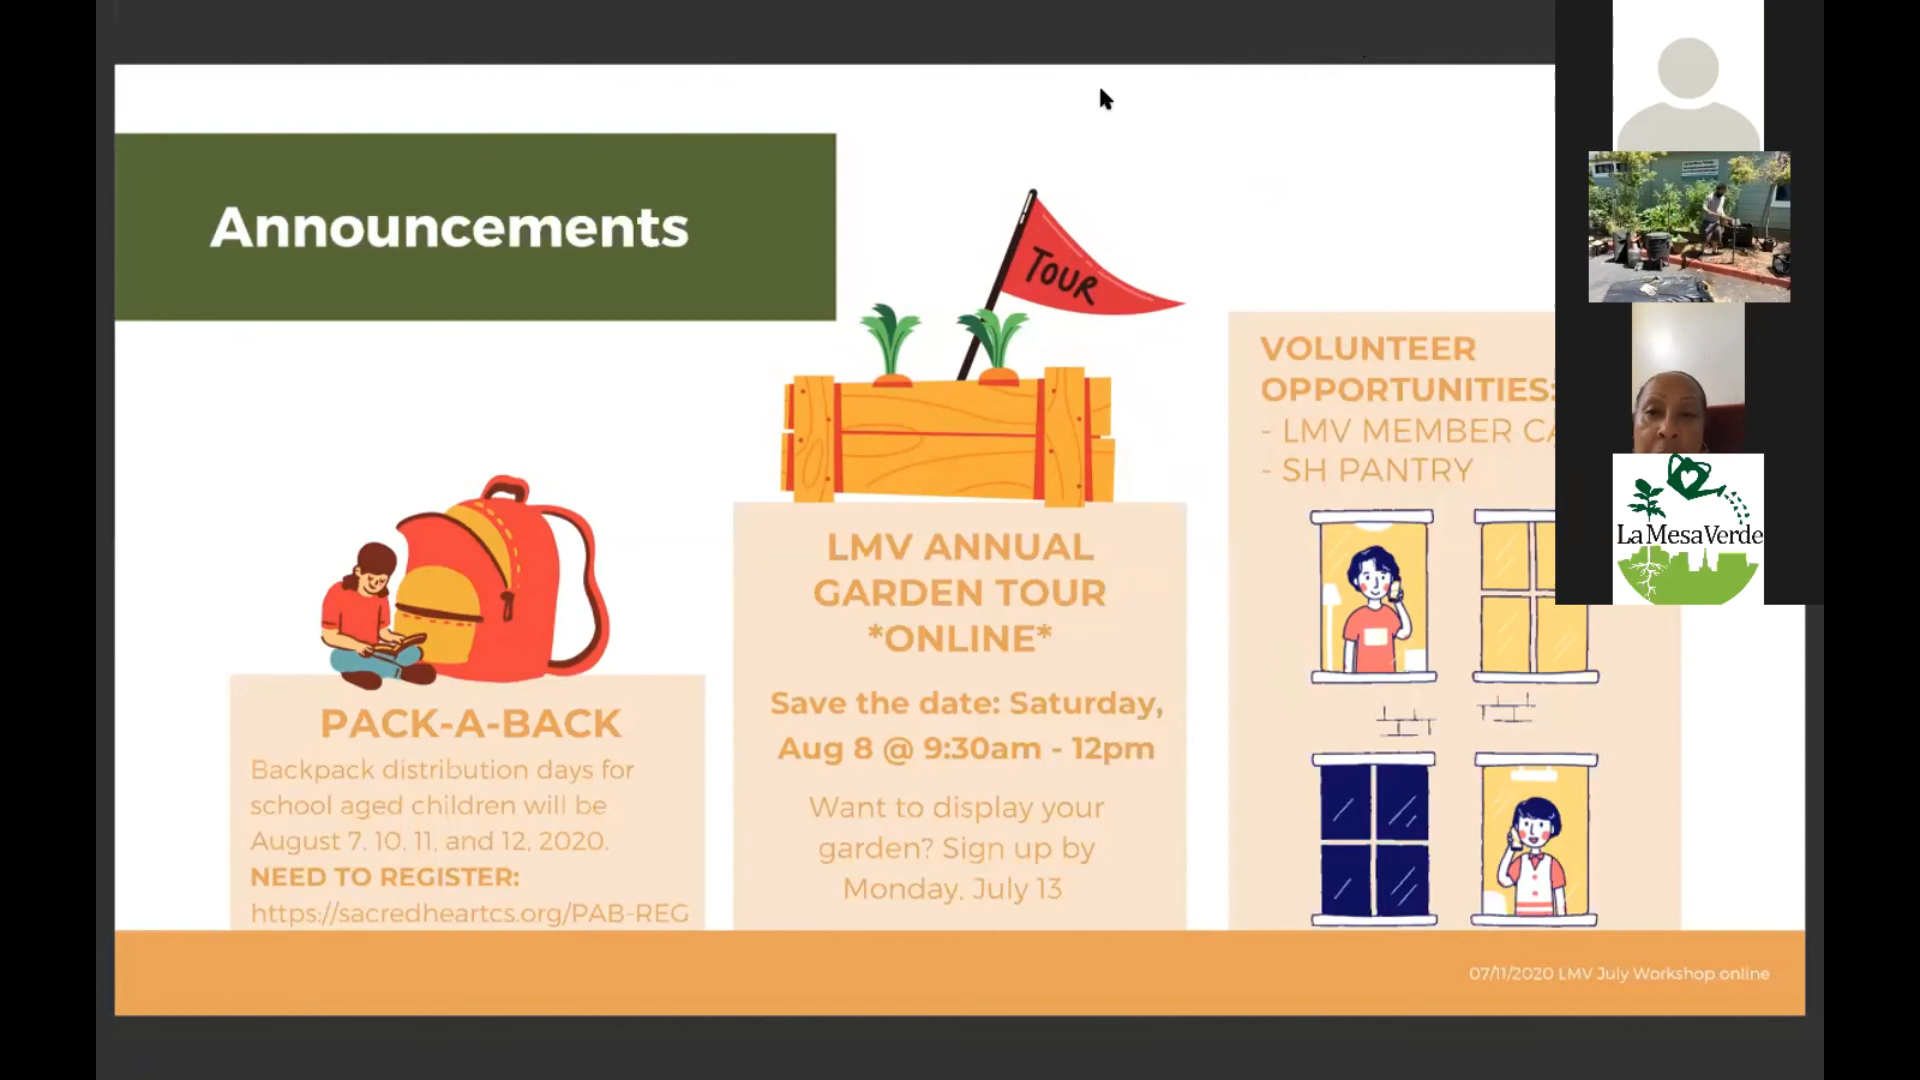 Announcements
TOUR
PACK-A-BACK
Backpack distribution days for
school aged children will be
August 7, 10, 11, and 12, 2020.
NEED TO REGISTER:
https://sacredheartcs.org/PAB-REG
LMV ANNUAL
GARDEN TOUR
*ONLINE*
Save the date: Saturday,
Aug 8 @ 9:30am - 12pm
Want to display your
garden? Sign up by
Monday, July 13
VOLUNTEER
OPPORTUNITIES:
- LMV MEMBER
- SH PANTRY
La Mesa Verde
07/11/2020 LMV July Workshop online